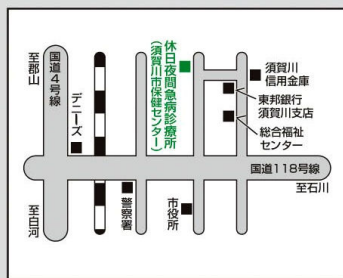 至郡山
国道4号線
デニーズ
休日夜間急病診療所
(須賀川市保健センター)
須賀川
信用金庫
東邦銀行
須賀川支店
総合福祉
センター
国道118号線
至石川
至白河
警察署
市役所